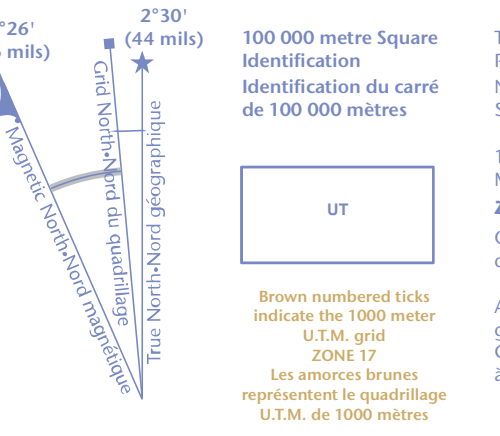 °26'
mils)
2°30'
(44 mils)
Magnetic North•Nord magnétique
Grid North•Nord du quadrillage
True North•Nord géographique
100 000 metre Square
Identification
Identification du carré
de 100 000 mètres
UT
Brown numbered ticks
indicate the 1000 meter
U.T.M. grid
ZONE 17
Les amorces brunes
représentent le quadrillage
U.T.M. de 1000 mètres